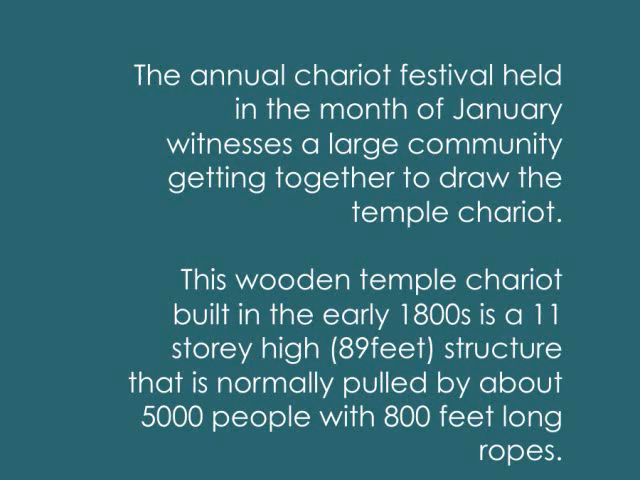 The annual chariot festival held
in the month of January
witnesses a large community
getting together to draw the
temple chariot.
This wooden temple chariot
built in the early 1800s is a 11
storey high (89feet) structure
that is normally pulled by about
5000 people with 800 feet long
ropes.